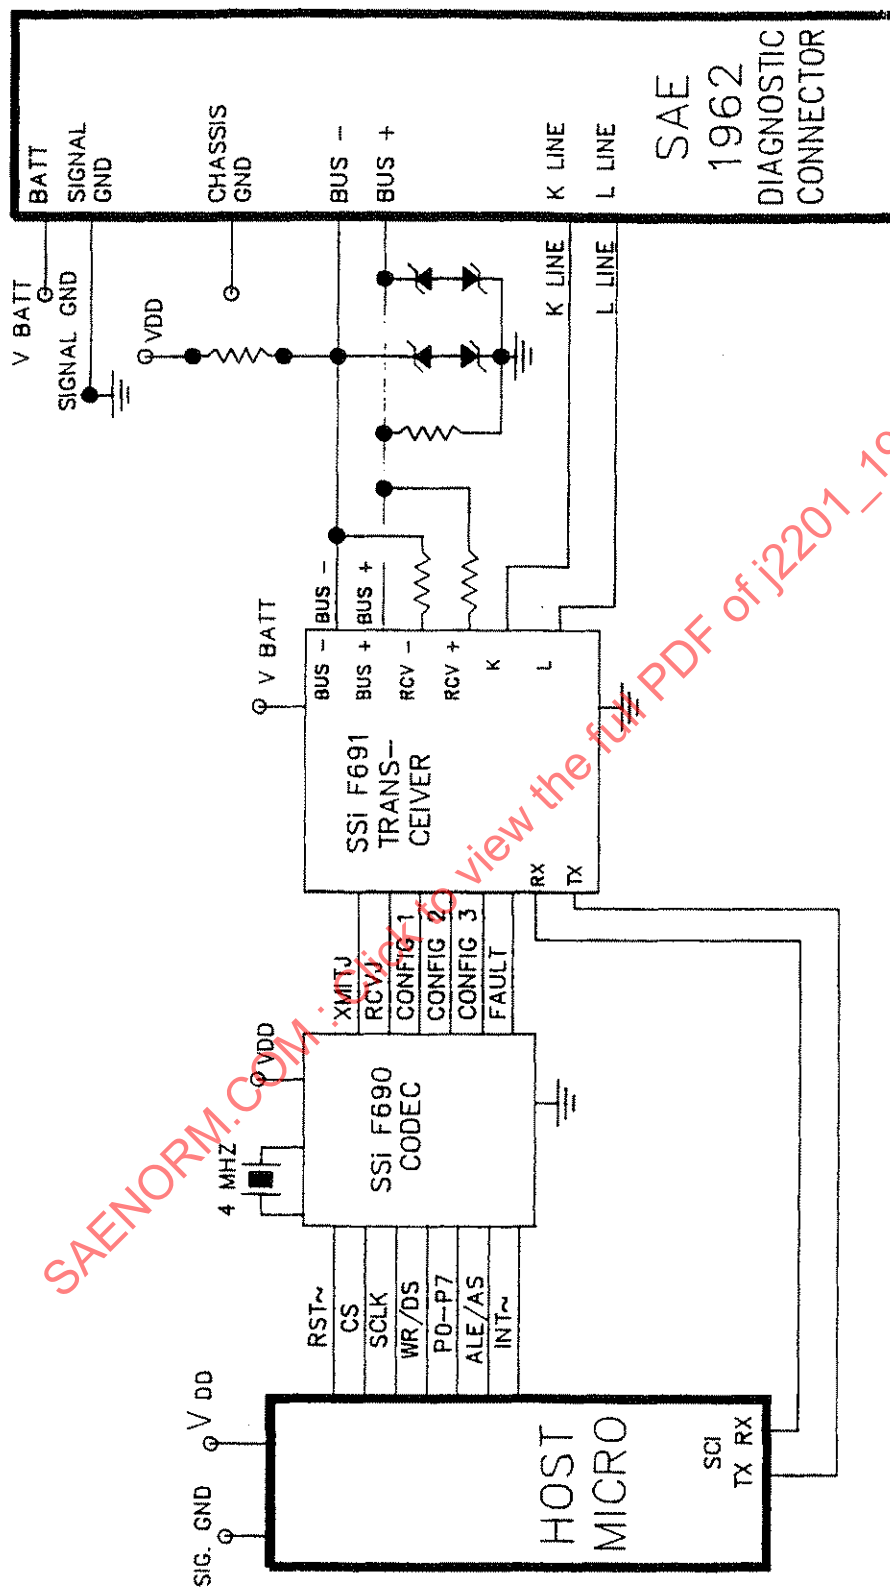 SIG. GND
V DD
HOST
MICRO
SCI
TX RX
RST~
CS
SCLK
WR/DS
P0-P7
ALE/AS
INT~
4 MHZ
VDD
SSi F690
CODEC
XMITJ
RCVJ
CONFIG 1
CONFIG 2
CONFIG 3
FAULT
V BATT
SSi F691
TRANS-
CEIVER
BUS -
BUS +
RCV -
RCV +
K
L
RX
TX
BUS -
BUS +
V BATT
SIGNAL GND
VDD
K LINE
L LINE
BATT
SIGNAL
GND
CHASSIS
GND
BUS -
BUS +
K LINE
L LINE
SAE
1962
DIAGNOSTIC
CONNECTOR
SAENORM.COM : Click to view the full PDF of j2201_19